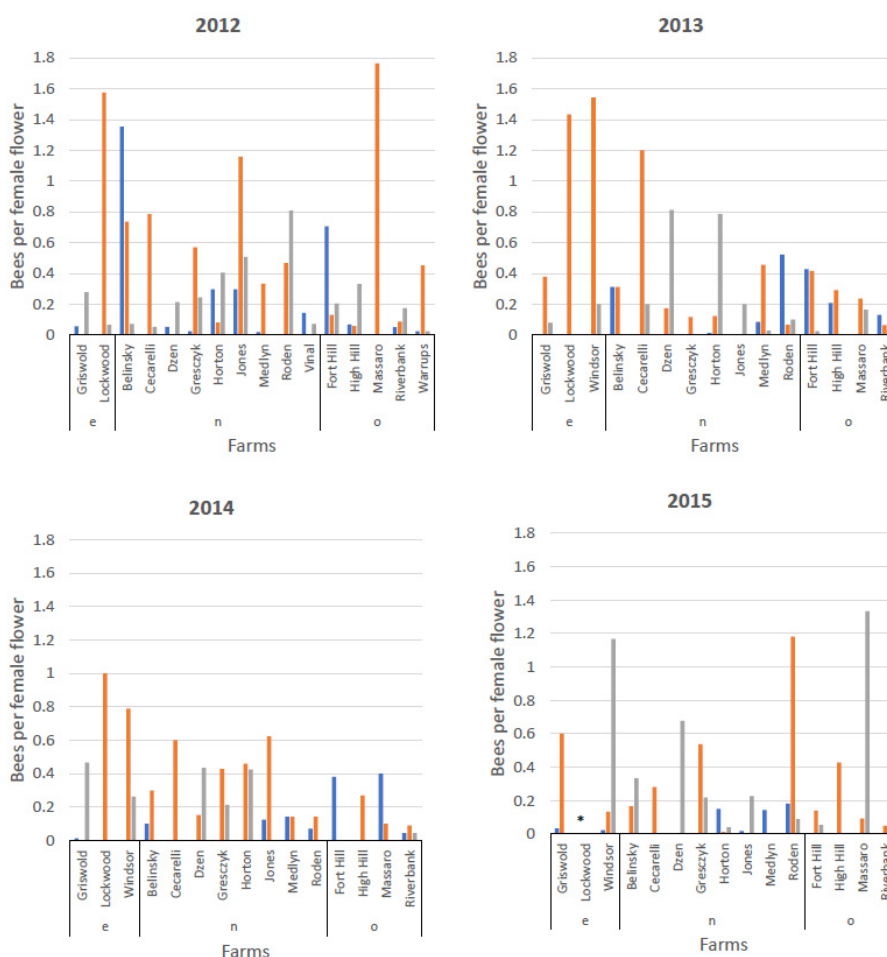 2012
1.8
1.6
1.4
1.2
1
0.8
0.6
0.4
0.2
0
Bees per female flower
Griswold
Lockwood
Belinsky
Cecarelli
Dzen
Gresczyk
Horton
Jones
Medlyn
Roden
Vinal
Fort Hill
High Hill
Massaro
Riverbank
Warrups
e n o
Farms
2013
1.8
1.6
1.4
1.2
1
0.8
0.6
0.4
0.2
0
Bees per female flower
Griswold
Lockwood
Windsor
Belinsky
Cecarelli
Dzen
Gresczyk
Horton
Jones
Medlyn
Roden
Fort Hill
High Hill
Massaro
Riverbank
e n o
Farms
2014
1.8
1.6
1.4
1.2
1
0.8
0.6
0.4
0.2
0
Bees per female flower
Griswold
Lockwood
Windsor
Belinsky
Cecarelli
Dzen
Gresczyk
Horton
Jones
Medlyn
Roden
Fort Hill
High Hill
Massaro
Riverbank
e n o
Farms
2015
1.8
1.6
1.4
1.2
1
0.8
0.6
0.4
0.2
0
Bees per female flower
*
Griswold
Lockwood
Windsor
Belinsky
Cecarelli
Dzen
Gresczyk
Horton
Jones
Medlyn
Roden
Fort Hill
High Hill
Massaro
Riverbank
e n o
Farms